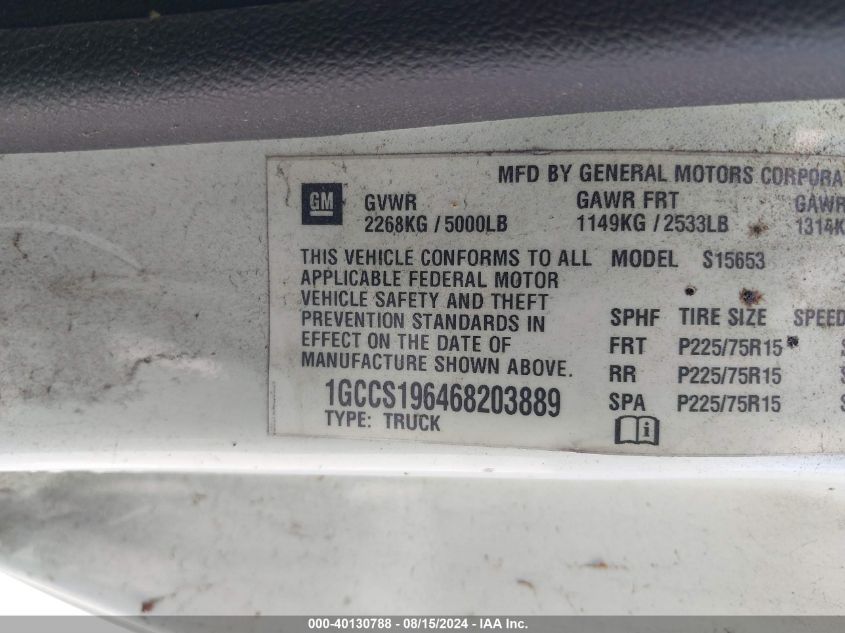 MFD BY GENERAL MOTORS CORPORA
GM GVWR GAWR FRT GAWR
2268KG / 5000LB 1149KG / 2533LB 1314K
THIS VEHICLE CONFORMS TO ALL MODEL S15653
APPLICABLE FEDERAL MOTOR
VEHICLE SAFETY AND THEFT
PREVENTION STANDARDS IN SPHF TIRE SIZE SPEED
EFFECT ON THE DATE OF FRT P225/75R15 S
MANUFACTURE SHOWN ABOVE. RR P225/75R15 S
1GCCS196468203889 SPA P225/75R15 S
TYPE: TRUCK
000-40130788 - 08/15/2024 - IAA Inc.